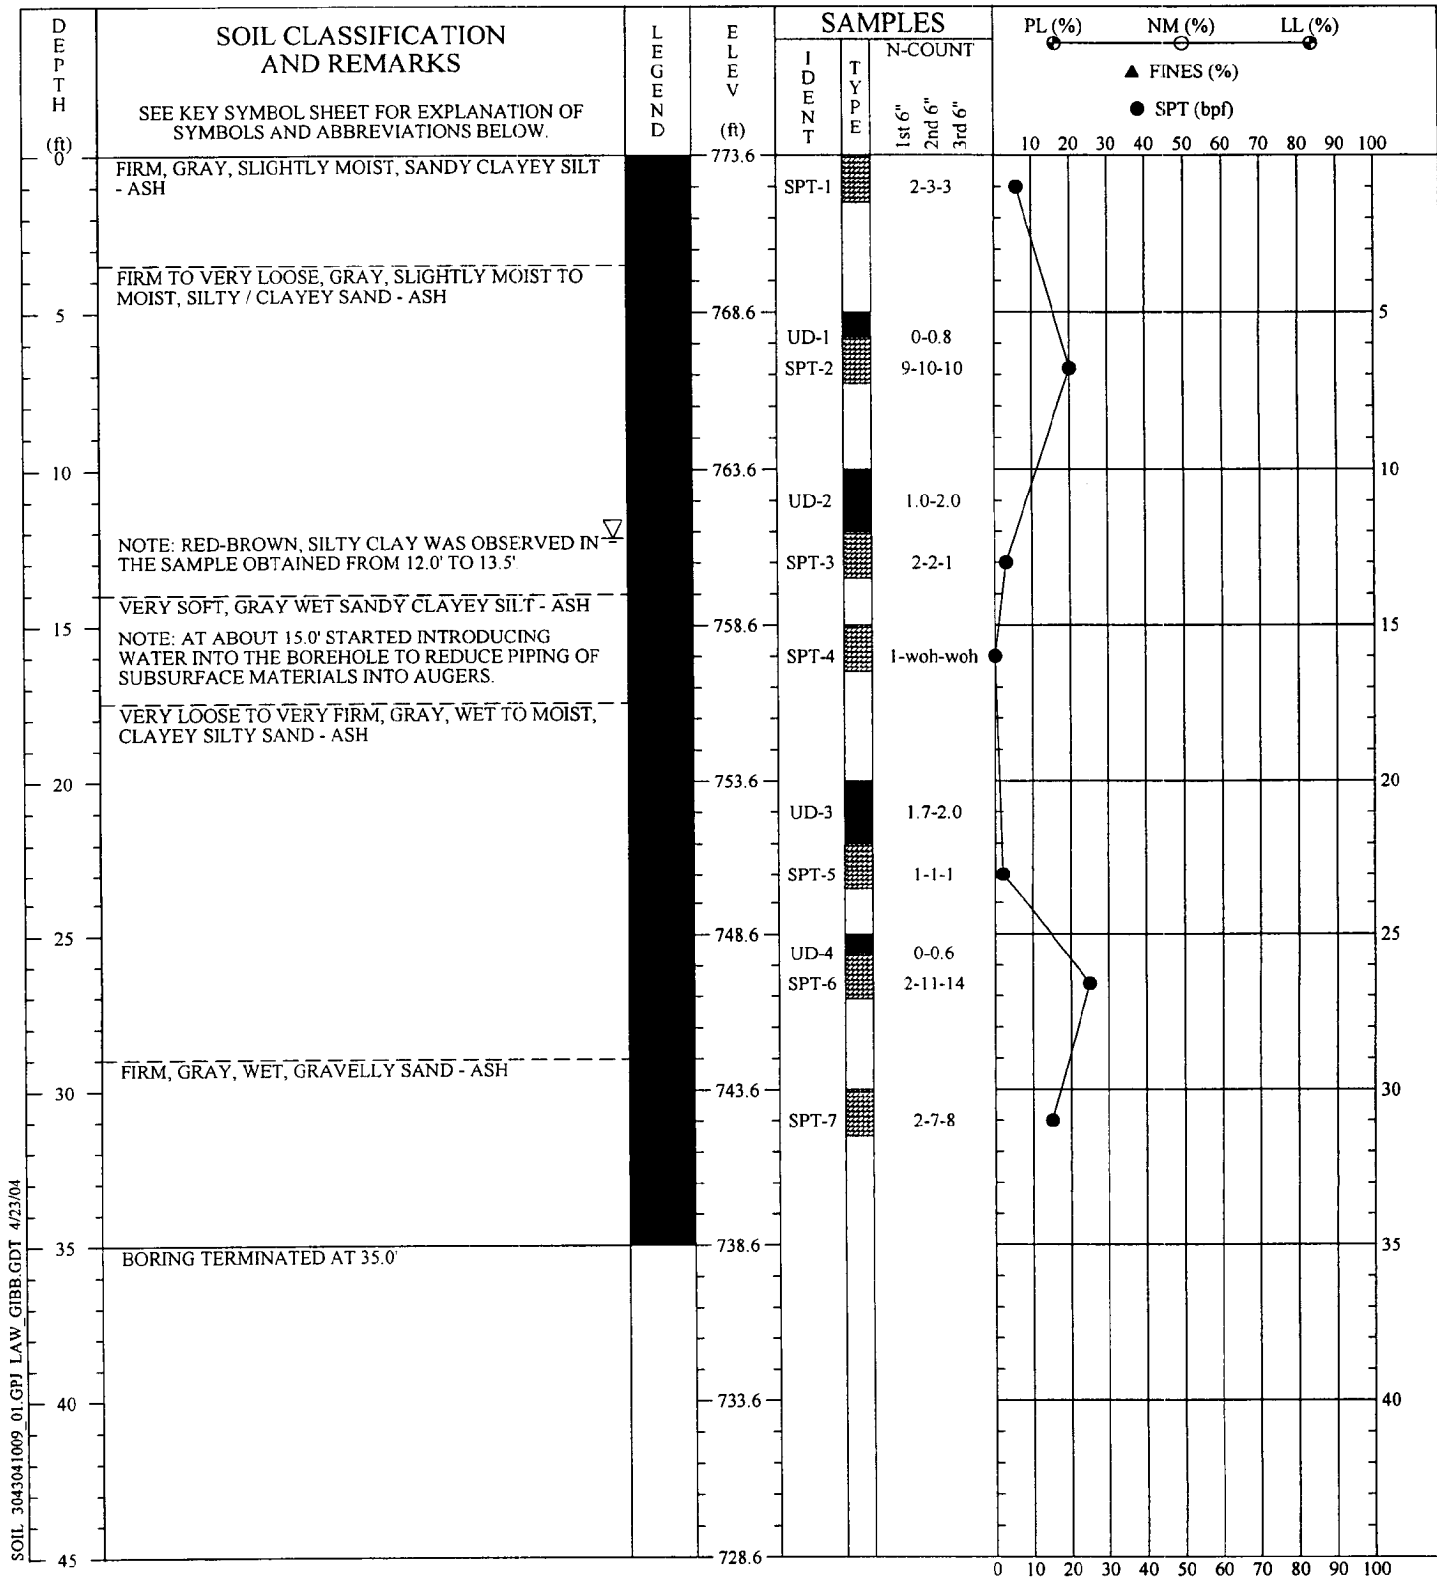 DEPTH
(ft)
SOIL CLASSIFICATION
AND REMARKS
SEE KEY SYMBOL SHEET FOR EXPLANATION OF
SYMBOLS AND ABBREVIATIONS BELOW.
LEGEND
ELEV
(ft)
SAMPLES
IDENT
TYPE
N-COUNT
1st 6"
2nd 6"
3rd 6"
PL (%)
NM (%)
LL (%)
▲ FINES (%)
● SPT (bpf)
10 20 30 40 50 60 70 80 90 100
0
FIRM, GRAY, SLIGHTLY MOIST, SANDY CLAYEY SILT
- ASH
773.6
SPT-1
2-3-3
FIRM TO VERY LOOSE, GRAY, SLIGHTLY MOIST TO
MOIST, SILTY / CLAYEY SAND - ASH
5
768.6
5
UD-1
0-0.8
SPT-2
9-10-10
10
763.6
10
UD-2
1.0-2.0
NOTE: RED-BROWN, SILTY CLAY WAS OBSERVED IN
THE SAMPLE OBTAINED FROM 12.0' TO 13.5'.
SPT-3
2-2-1
VERY SOFT, GRAY WET SANDY CLAYEY SILT - ASH
15
758.6
15
NOTE: AT ABOUT 15.0' STARTED INTRODUCING
WATER INTO THE BOREHOLE TO REDUCE PIPING OF
SUBSURFACE MATERIALS INTO AUGERS.
SPT-4
1-woh-woh
VERY LOOSE TO VERY FIRM, GRAY, WET TO MOIST,
CLAYEY SILTY SAND - ASH
20
753.6
20
UD-3
1.7-2.0
SPT-5
1-1-1
25
748.6
25
UD-4
0-0.6
SPT-6
2-11-14
FIRM, GRAY, WET, GRAVELLY SAND - ASH
30
743.6
30
SPT-7
2-7-8
35
738.6
35
BORING TERMINATED AT 35.0'
40
733.6
40
45
728.6
0 10 20 30 40 50 60 70 80 90 100
SOIL 3043041009_01.GPJ LAW_GIBB.GDT 4/23/04